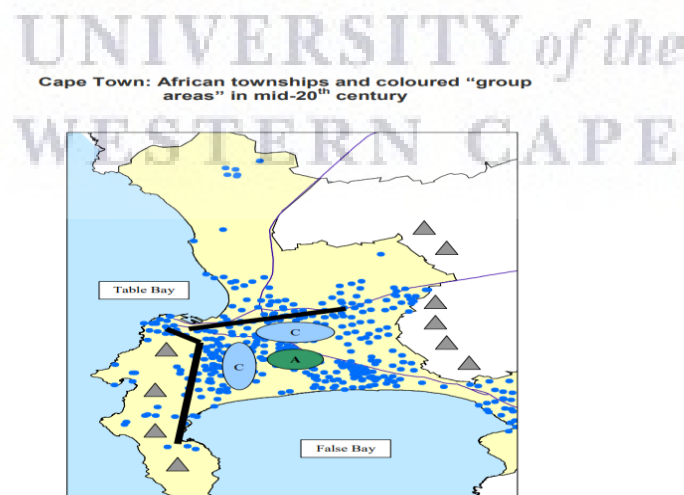 UNIVERSITY of the
Cape Town: African townships and coloured “group
areas” in mid-20th century
WESTERN CAPE
Table Bay
C
C
A
False Bay